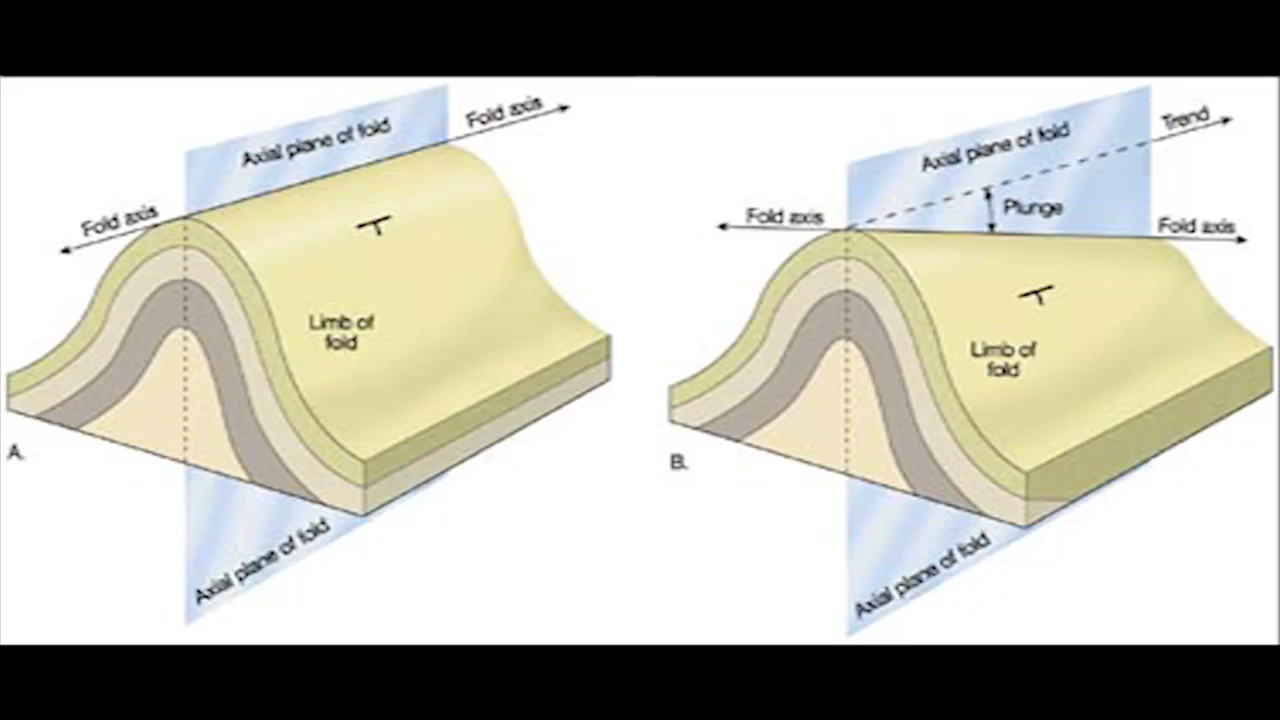 Axial plane of fold
Fold axis
Fold axis
Limb of
fold
A.
Axial plane of fold
Axial plane of fold
Trend
Plunge
Fold axis
Fold axis
Limb of
fold
B.
Axial plane of fold